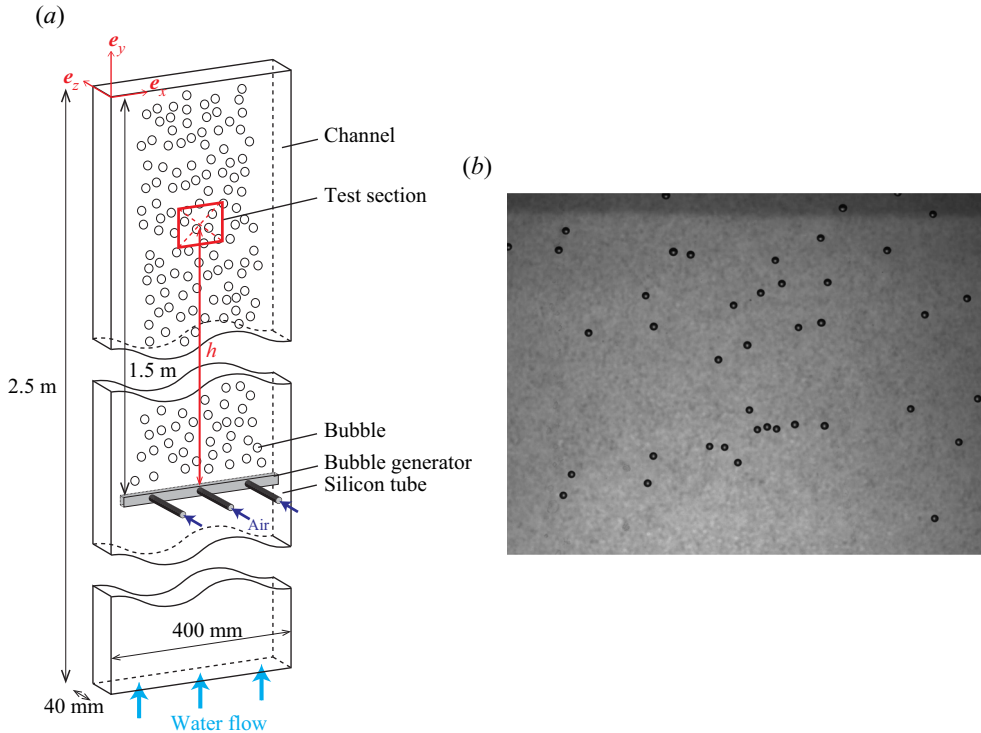 (a)
e_y
e_z
e_x
Channel
Test section
h
1.5 m
2.5 m
Bubble
Bubble generator
Silicon tube
Air
400 mm
40 mm
Water flow
(b)